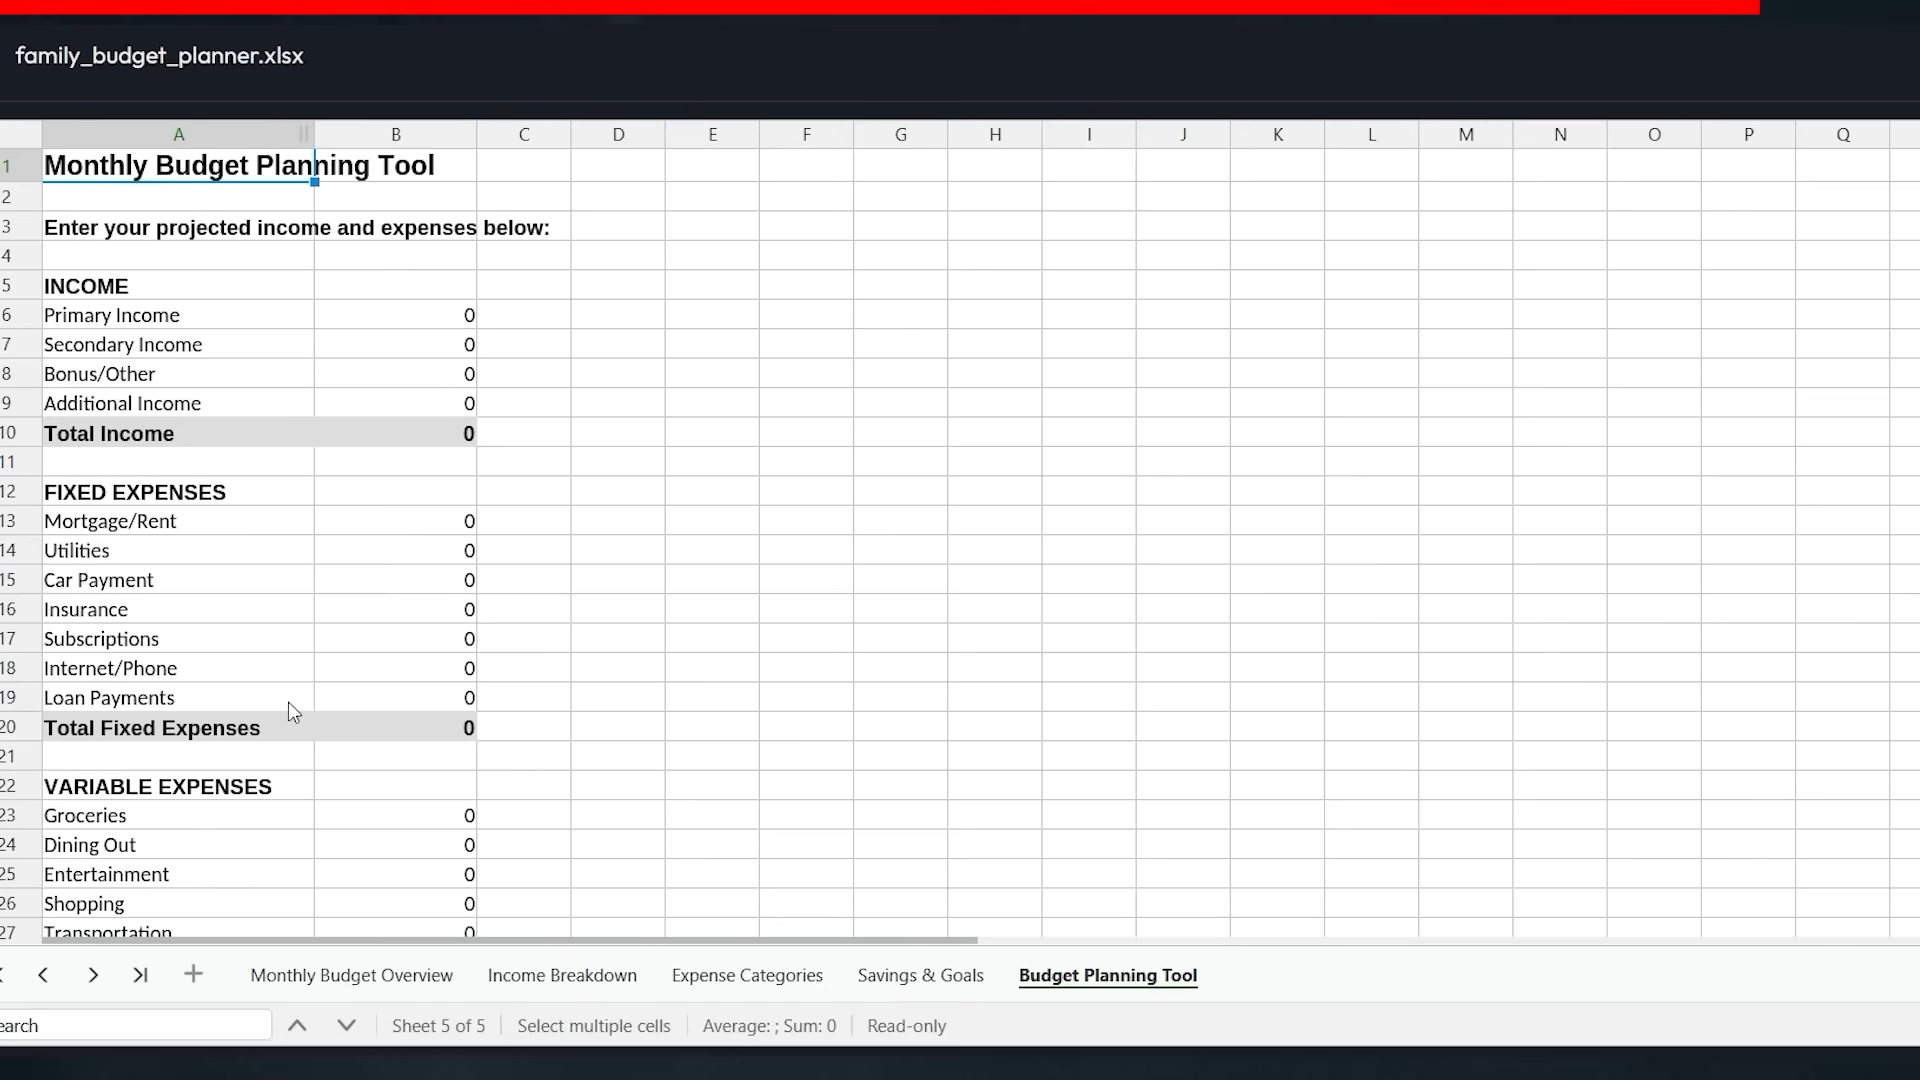 family_budget_planner.xlsx
A B C D E F G H I J K L M N O P Q
1 Monthly Budget Planning Tool
2
3 Enter your projected income and expenses below:
4
5 INCOME
6 Primary Income 0
7 Secondary Income 0
8 Bonus/Other 0
9 Additional Income 0
10 Total Income 0
11
12 FIXED EXPENSES
13 Mortgage/Rent 0
14 Utilities 0
15 Car Payment 0
16 Insurance 0
17 Subscriptions 0
18 Internet/Phone 0
19 Loan Payments 0
20 Total Fixed Expenses 0
21
22 VARIABLE EXPENSES
23 Groceries 0
24 Dining Out 0
25 Entertainment 0
26 Shopping 0
27 Transportation 0
Monthly Budget Overview Income Breakdown Expense Categories Savings & Goals Budget Planning Tool
earch Sheet 5 of 5 Select multiple cells Average: ; Sum: 0 Read-only